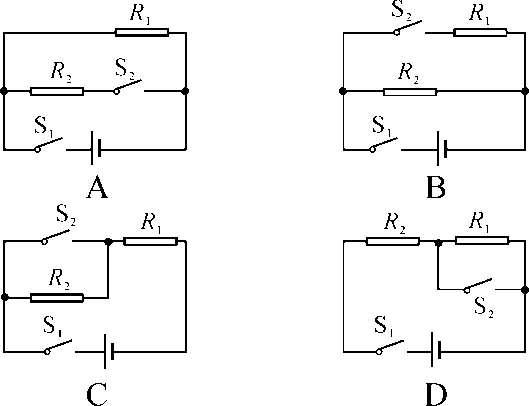 R₁
R₂ S₂
S₁
A
S₂ R₁
R₂
S₁
B
S₂ R₁
R₂
S₁
C
R₂ R₁
S₂
S₁
D